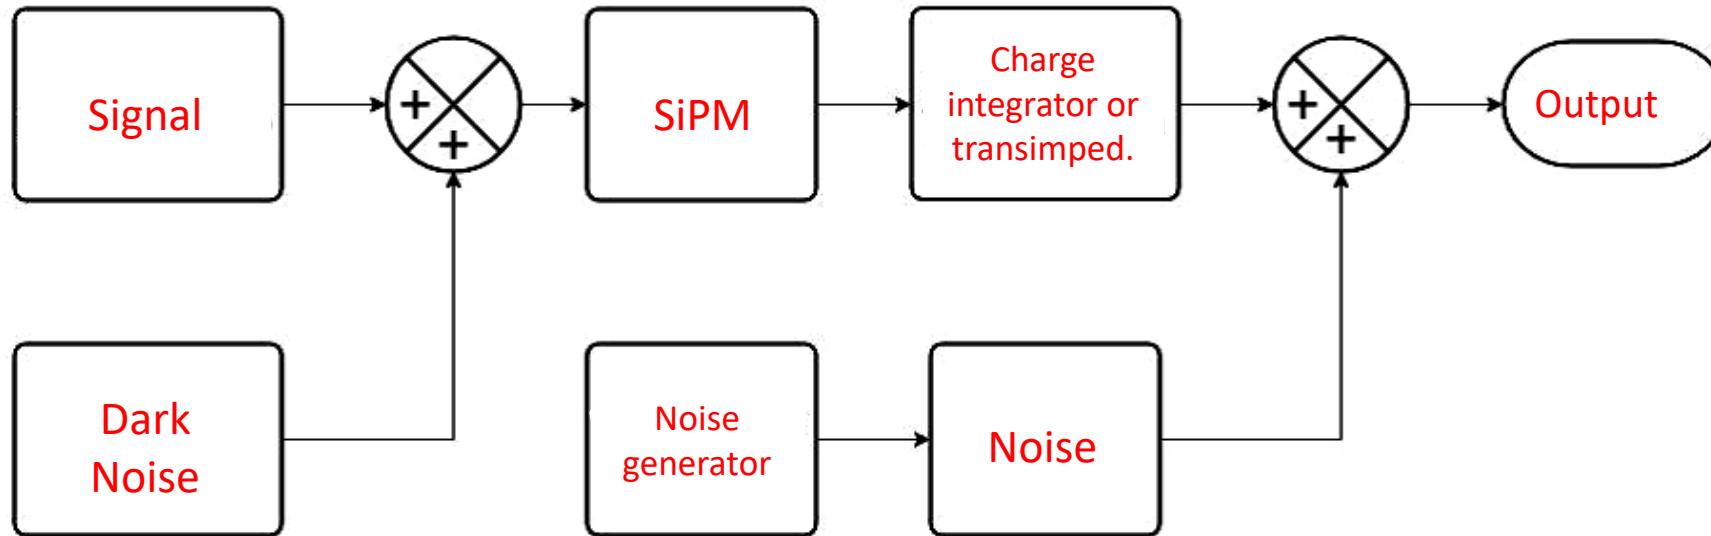 Signal
+
+
SiPM
Charge
integrator or
transimped.
+
+
Output
Dark
Noise
Noise
generator
Noise